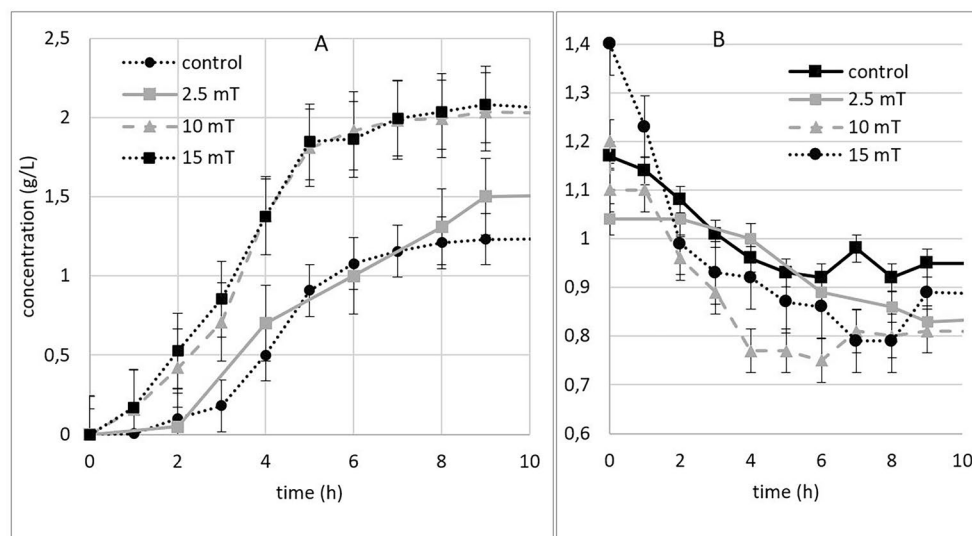 A
control
2.5 mT
10 mT
15 mT
concentration (g/L)
2,5
2
1,5
1
0,5
0
0 2 4 6 8 10
time (h)
B
control
2.5 mT
10 mT
15 mT
1,4
1,3
1,2
1,1
1
0,9
0,8
0,7
0,6
0 2 4 6 8 10
time (h)